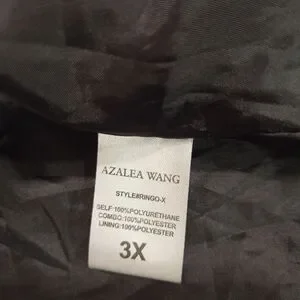 AZALEA WANG
STYLE#RINGO-X
SELF:100%POLYURETHANE
COMBO:100%POLYESTER
LINING:100%POLYESTER
3X